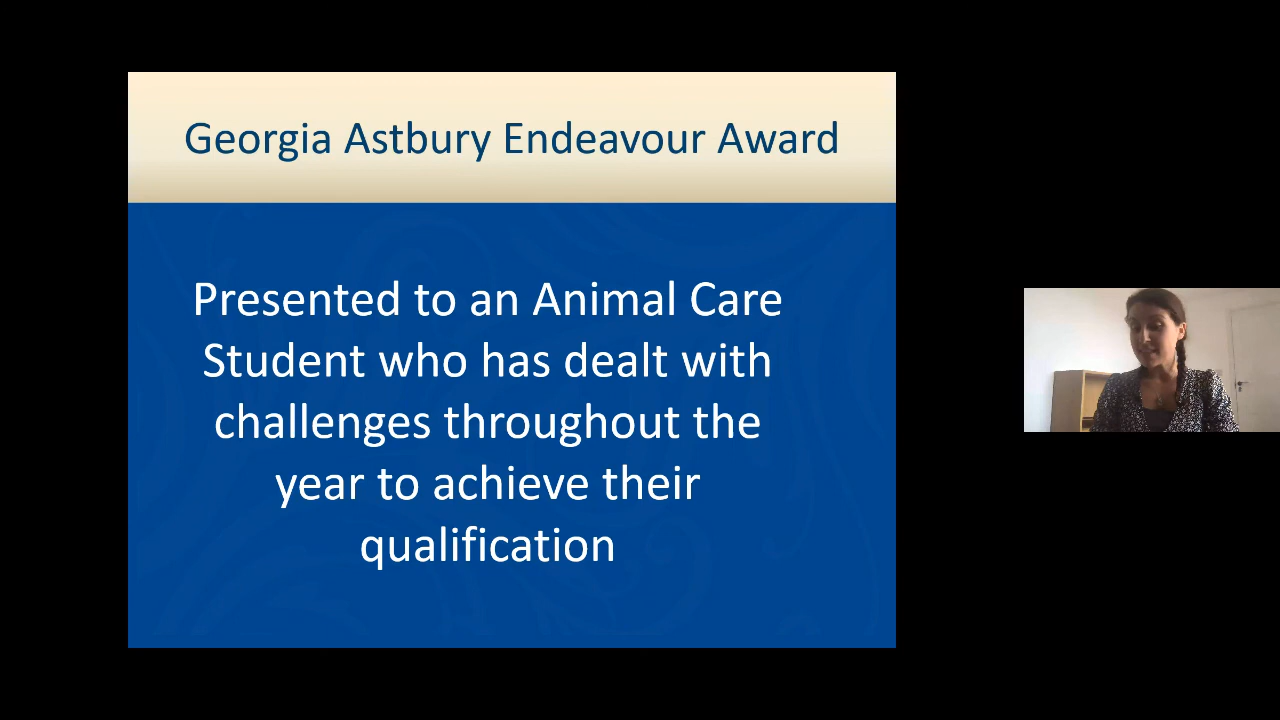 Georgia Astbury Endeavour Award
Presented to an Animal Care
Student who has dealt with
challenges throughout the
year to achieve their
qualification